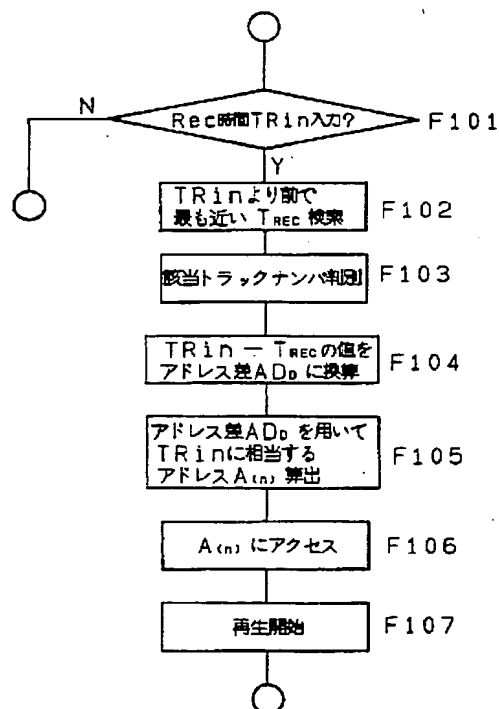 N
Rec時間TRin入力?
F101
Y
TRinより前で
最も近いTREC検索
F102
該当トラックナンバ判別
F103
TRin－TRECの値を
アドレス差ADDに換算
F104
アドレス差ADDを用いて
TRinに相当する
アドレスA(n)算出
F105
A(n)にアクセス
F106
再生開始
F107